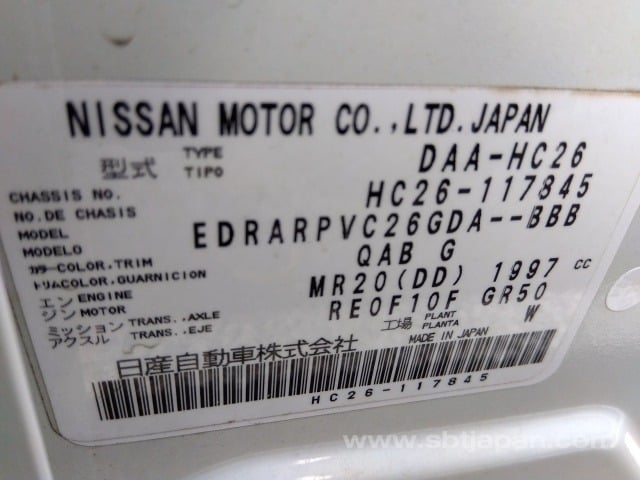 NISSAN MOTOR CO.,LTD.JAPAN
型式 TYPE TIPO DAA-HC26
CHASSIS NO. NO.DE CHASIS HC26-117845
MODEL MODELO EDRARPVC26GDA--BBB
カラー COLOR,TRIM トリム COLOR,GUARNICION QAB G
エンジン ENGINE MOTOR MR20(DD) 1997 cc
ミッション アクスル TRANS.,AXLE TRANS.,EJE RE0F10F GR50
工場 PLANT PLANTA W
MADE IN JAPAN
日産自動車株式会社
HC26-117845
www.sbtjapan.com